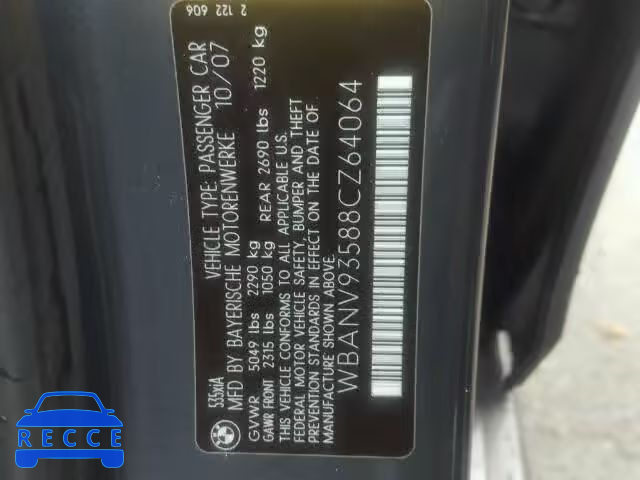 2 122 606
535xiA VEHICLE TYPE: PASSENGER CAR
MFD BY BAYERISCHE MOTORENWERKE 10/07
GVWR 5049 lbs 2290 kg
GAWR FRONT 2315 lbs 1050 kg REAR 2690 lbs 1220 kg
THIS VEHICLE CONFORMS TO ALL APPLICABLE U.S.
FEDERAL MOTOR VEHICLE SAFETY, BUMPER AND THEFT
PREVENTION STANDARDS IN EFFECT ON THE DATE OF
MANUFACTURE SHOWN ABOVE.
WBANV93588CZ64064
RECCE